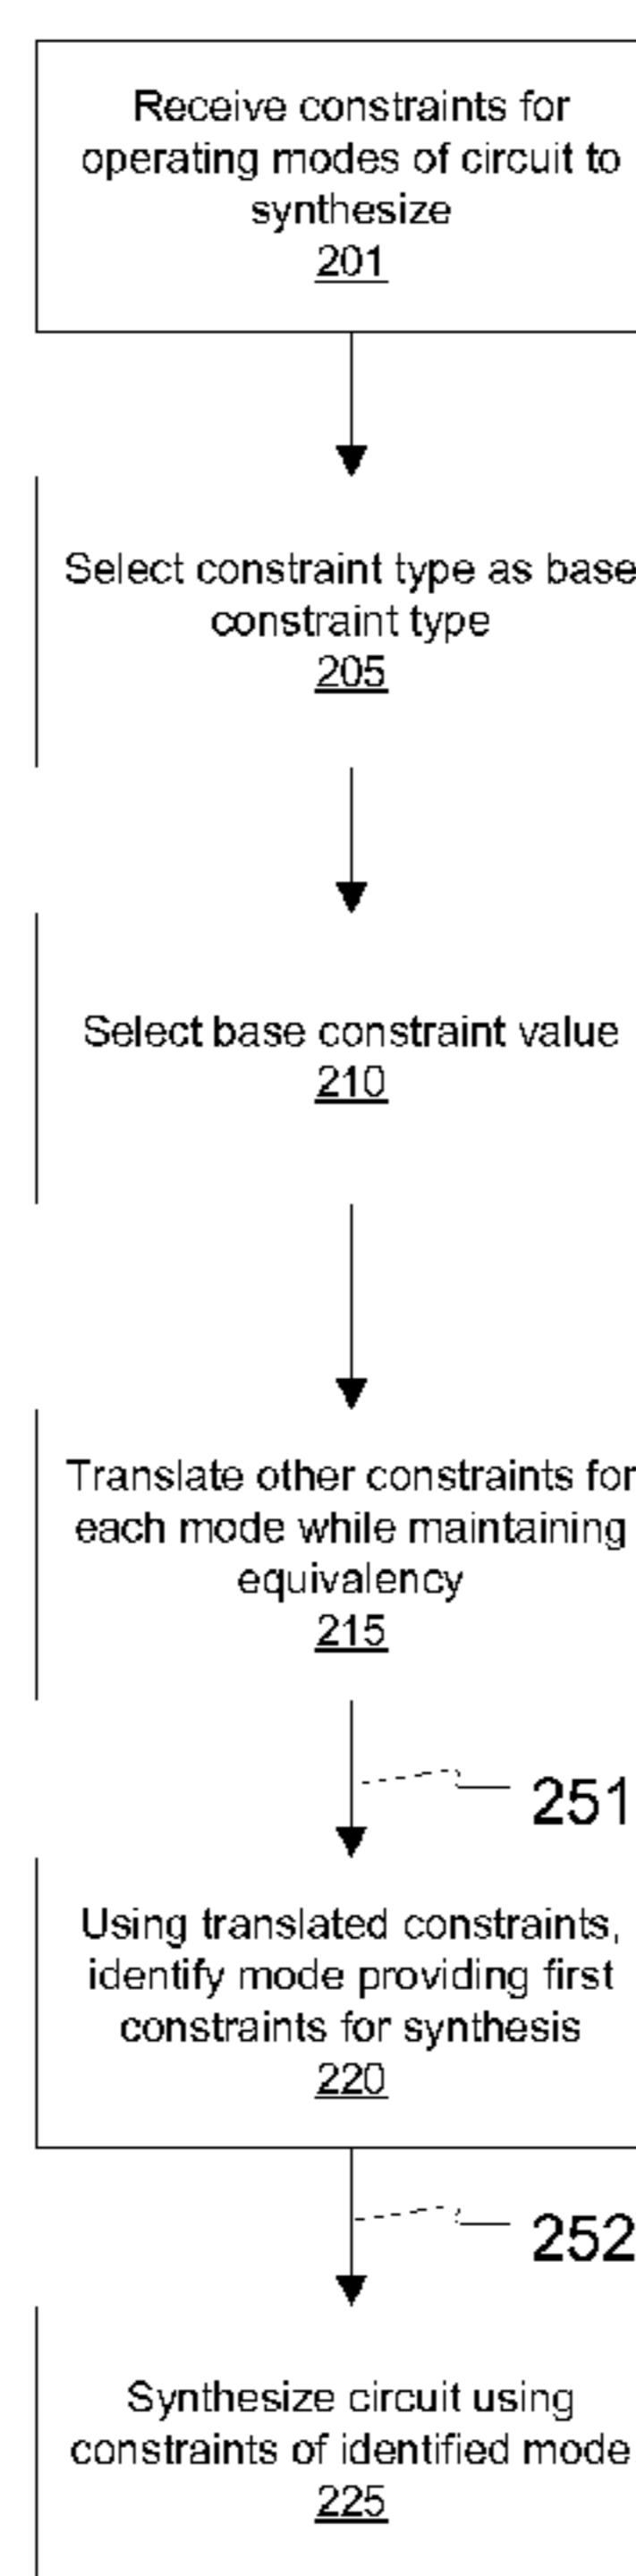 Receive constraints for
operating modes of circuit to
synthesize
201
Select constraint type as base
constraint type
205
Select base constraint value
210
Translate other constraints for
each mode while maintaining
equivalency
215
251
Using translated constraints,
identify mode providing first
constraints for synthesis
220
252
Synthesize circuit using
constraints of identified mode
225